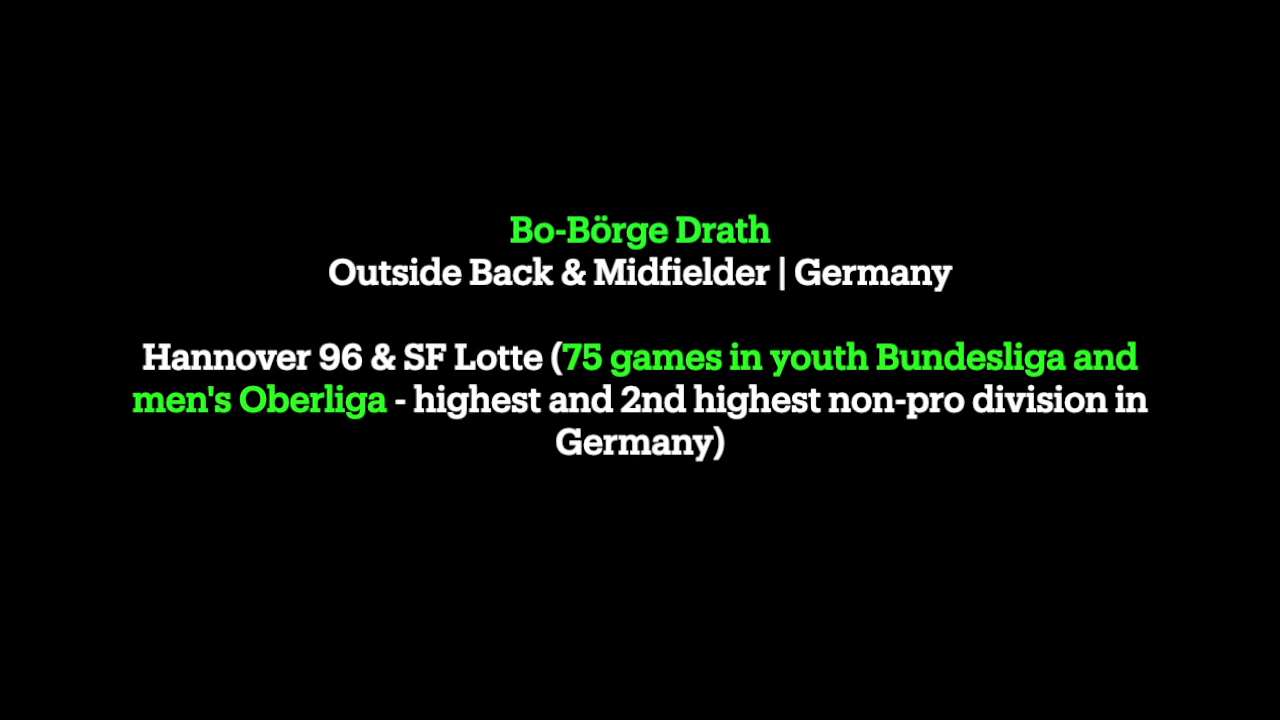 Bo-Börge Drath
Outside Back & Midfielder | Germany
Hannover 96 & SF Lotte (75 games in youth Bundesliga and
men's Oberliga - highest and 2nd highest non-pro division in
Germany)